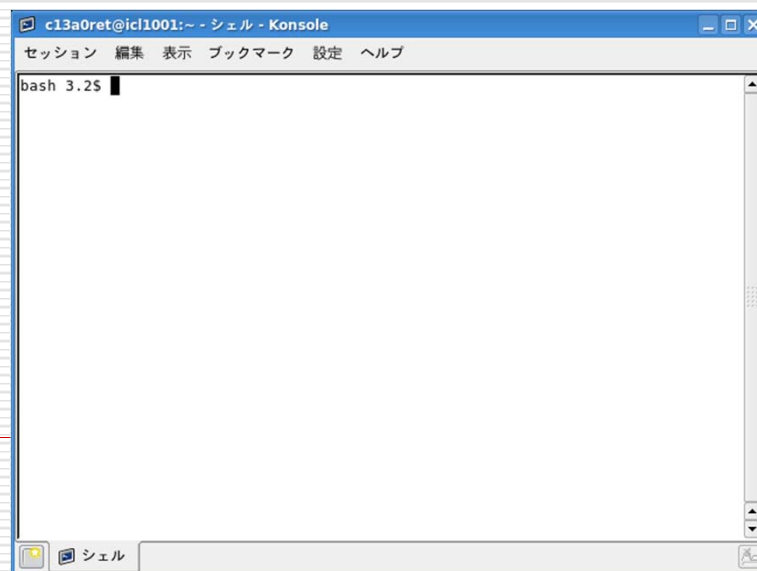 c13a0ret@icl1001:~ - シェル - Konsole
セッション 編集 表示 ブックマーク 設定 ヘルプ
bash 3.2$
シェル